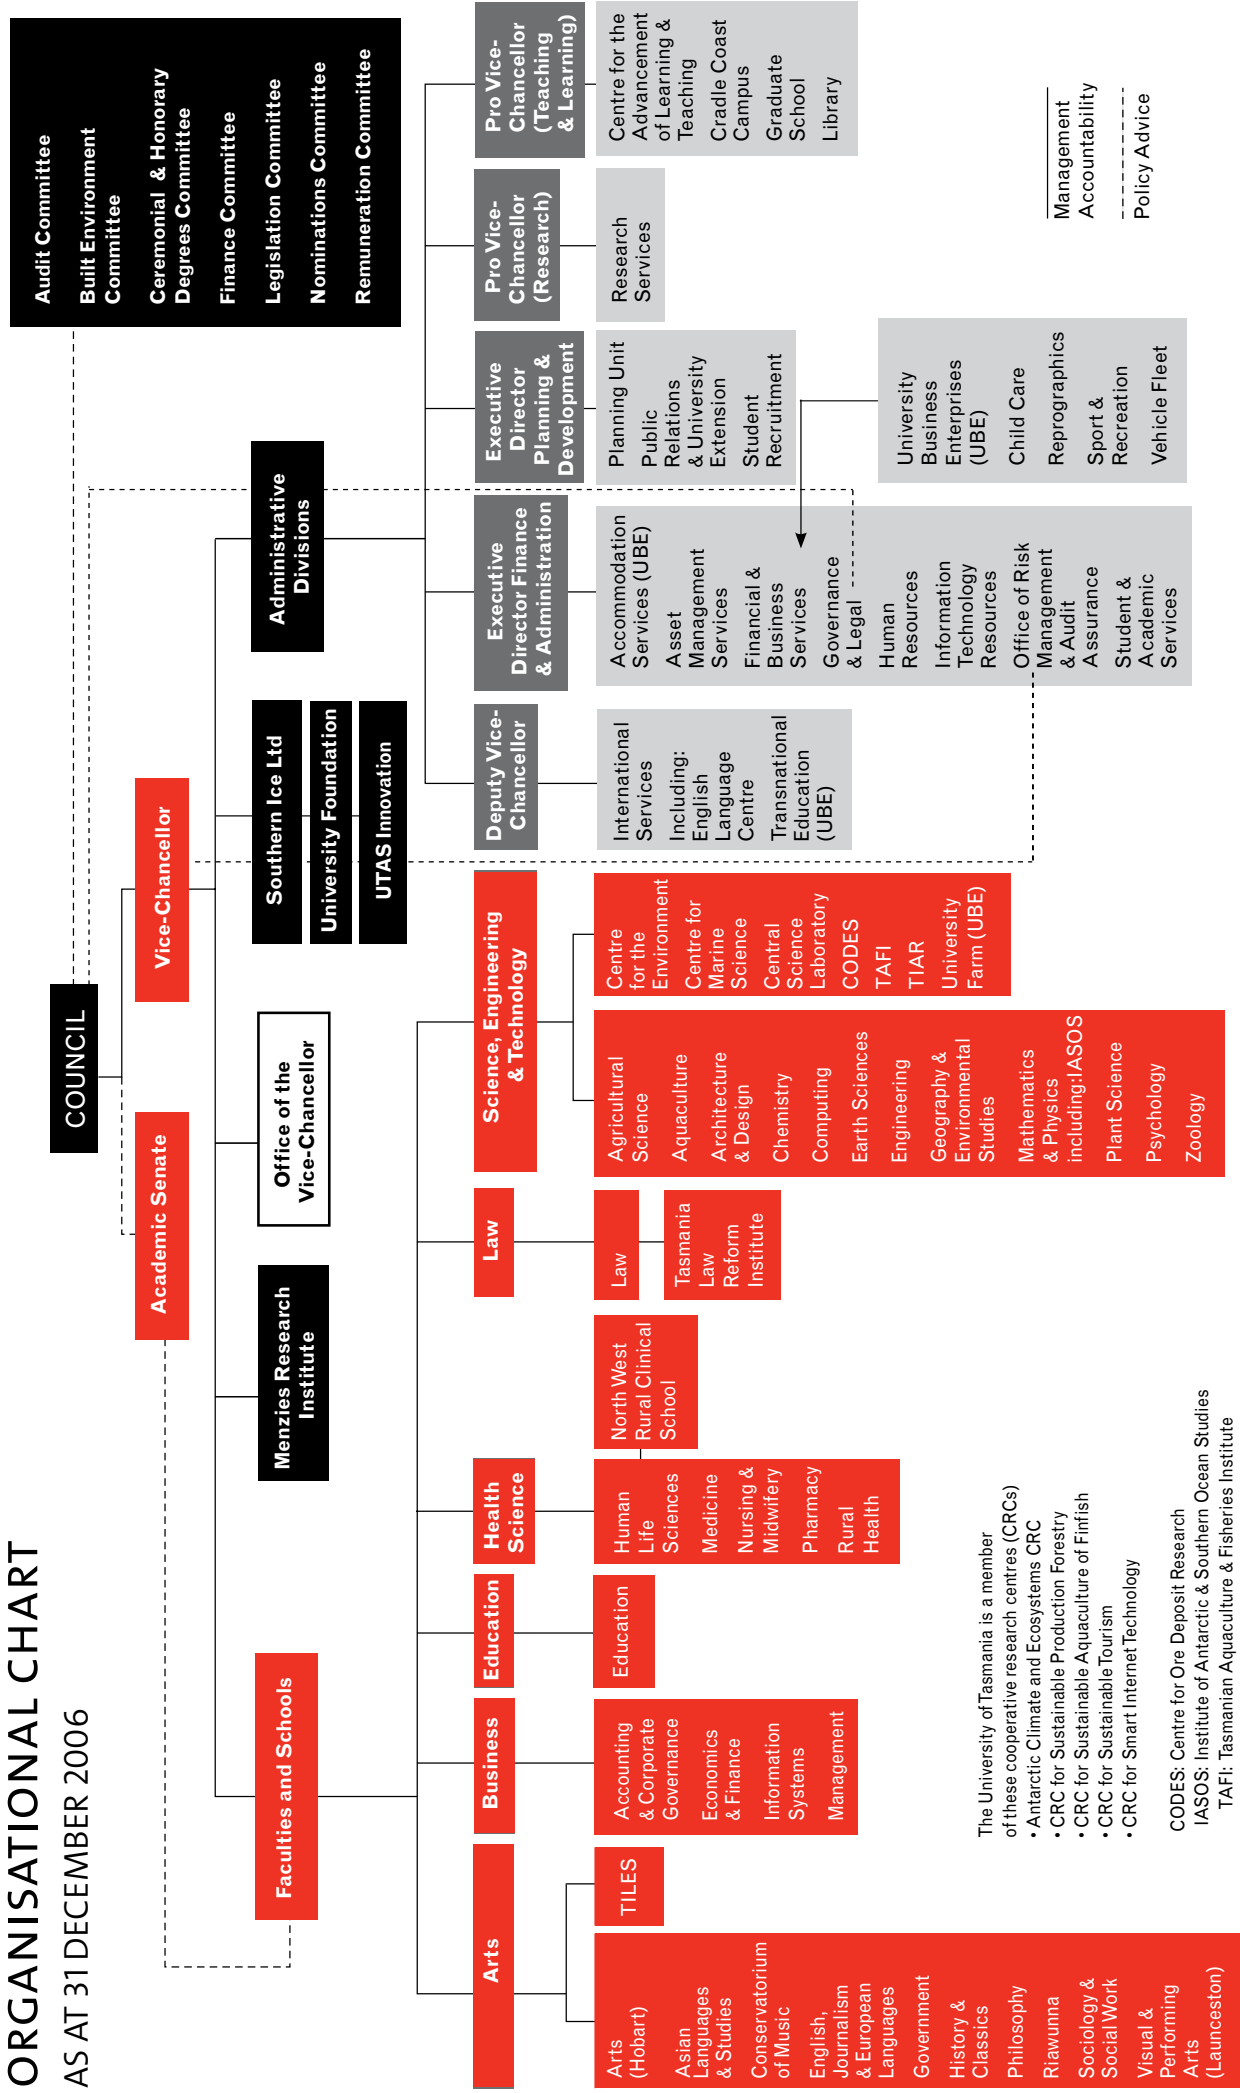 ORGANISATIONAL CHART
AS AT 31 DECEMBER 2006
COUNCIL
Audit Committee
Built Environment
Committee
Ceremonial & Honorary
Degrees Committee
Finance Committee
Legislation Committee
Nominations Committee
Remuneration Committee
Academic Senate
Vice-Chancellor
Faculties and Schools
Menzies Research
Institute
Office of the
Vice-Chancellor
Southern Ice Ltd
University Foundation
UTAS Innovation
Administrative
Divisions
Arts
Business
Education
Health
Science
Law
Science, Engineering
& Technology
Deputy Vice-
Chancellor
Executive
Director Finance
& Administration
Executive
Director
Planning &
Development
Pro Vice-
Chancellor
(Research)
Pro Vice-
Chancellor
(Teaching
& Learning)
Arts
(Hobart)
Asian
Languages
& Studies
Conservatorium
of Music
English,
Journalism
& European
Languages
Government
History &
Classics
Philosophy
Riawunna
Sociology &
Social Work
Visual &
Performing
Arts
(Launceston)
TILES
Accounting
& Corporate
Governance
Economics
& Finance
Information
Systems
Management
Education
Human
Life
Sciences
Medicine
Nursing &
Midwifery
Pharmacy
Rural
Health
North West
Rural Clinical
School
Law
Tasmania
Law
Reform
Institute
Agricultural
Science
Aquaculture
Architecture
& Design
Chemistry
Computing
Earth Sciences
Engineering
Geography &
Environmental
Studies
Mathematics
& Physics
including:IASOS
Plant Science
Psychology
Zoology
Centre
for the
Environment
Centre for
Marine
Science
Central
Science
Laboratory
CODES
TAFI
TIAR
University
Farm (UBE)
International
Services
Including:
English
Language
Centre
Transnational
Education
(UBE)
Accommodation
Services (UBE)
Asset
Management
Services
Financial &
Business
Services
Governance
& Legal
Human
Resources
Information
Technology
Resources
Office of Risk
Management
& Audit
Assurance
Student &
Academic
Services
Planning Unit
Public
Relations
& University
Extension
Student
Recruitment
University
Business
Enterprises
(UBE)
Child Care
Reprographics
Sport &
Recreation
Vehicle Fleet
Research
Services
Centre for the
Advancement
of Learning &
Teaching
Cradle Coast
Campus
Graduate
School
Library
Management
Accountability
Policy Advice
The University of Tasmania is a member
of these cooperative research centres (CRCs)
• Antarctic Climate and Ecosystems CRC
• CRC for Sustainable Production Forestry
• CRC for Sustainable Aquaculture of Finfish
• CRC for Sustainable Tourism
• CRC for Smart Internet Technology
CODES: Centre for Ore Deposit Research
IASOS: Institute of Antarctic & Southern Ocean Studies
TAFI: Tasmanian Aquaculture & Fisheries Institute